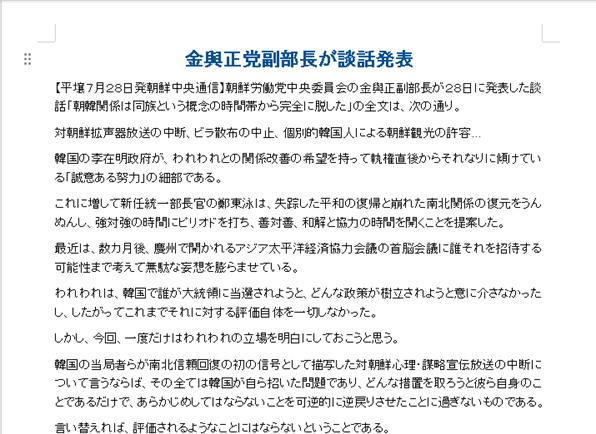 金與正党副部長が談話発表
【平壌7月28日発朝鮮中央通信】朝鮮労働党中央委員会の金與正副部長が28日に発表した談
話「朝韓関係は同族という概念の時間帯から完全に脱した」の全文は、次の通り。
対朝鮮拡声器放送の中断、ビラ散布の中止、個別的韓国人による朝鮮観光の許容…
韓国の李在明政府が、われわれとの関係改善の希望を持って執権直後からそれなりに傾けてい
る「誠意ある努力」の細部である。
これに増して新任統一部長官の鄭東泳は、失踪した平和の復帰と崩れた南北関係の復元をうん
ぬんし、強対強の時間にピリオドを打ち、善対善、和解と協力の時間を開くことを提案した。
最近は、数カ月後、慶州で開かれるアジア太平洋経済協力会議の首脳会議に誰それを招待する
可能性まで考えて無駄な妄想を膨らませている。
われわれは、韓国で誰が大統領に当選されようと、どんな政策が樹立されようと意に介さなかった
し、したがってこれまでそれに対する評価自体を一切しなかった。
しかし、今回、一度だけはわれわれの立場を明白にしておこうと思う。
韓国の当局者らが南北信頼回復の初の信号として描写した対朝鮮心理・謀略宣伝放送の中断に
ついて言うならば、その全ては韓国が自ら招いた問題であり、どんな措置を取ろうと彼ら自身のこ
とであるだけで、あらかじめしてはならないことを可逆的に逆戻りさせたことに過ぎないものである。
言い替えれば、評価されるようなことにはならないということである。